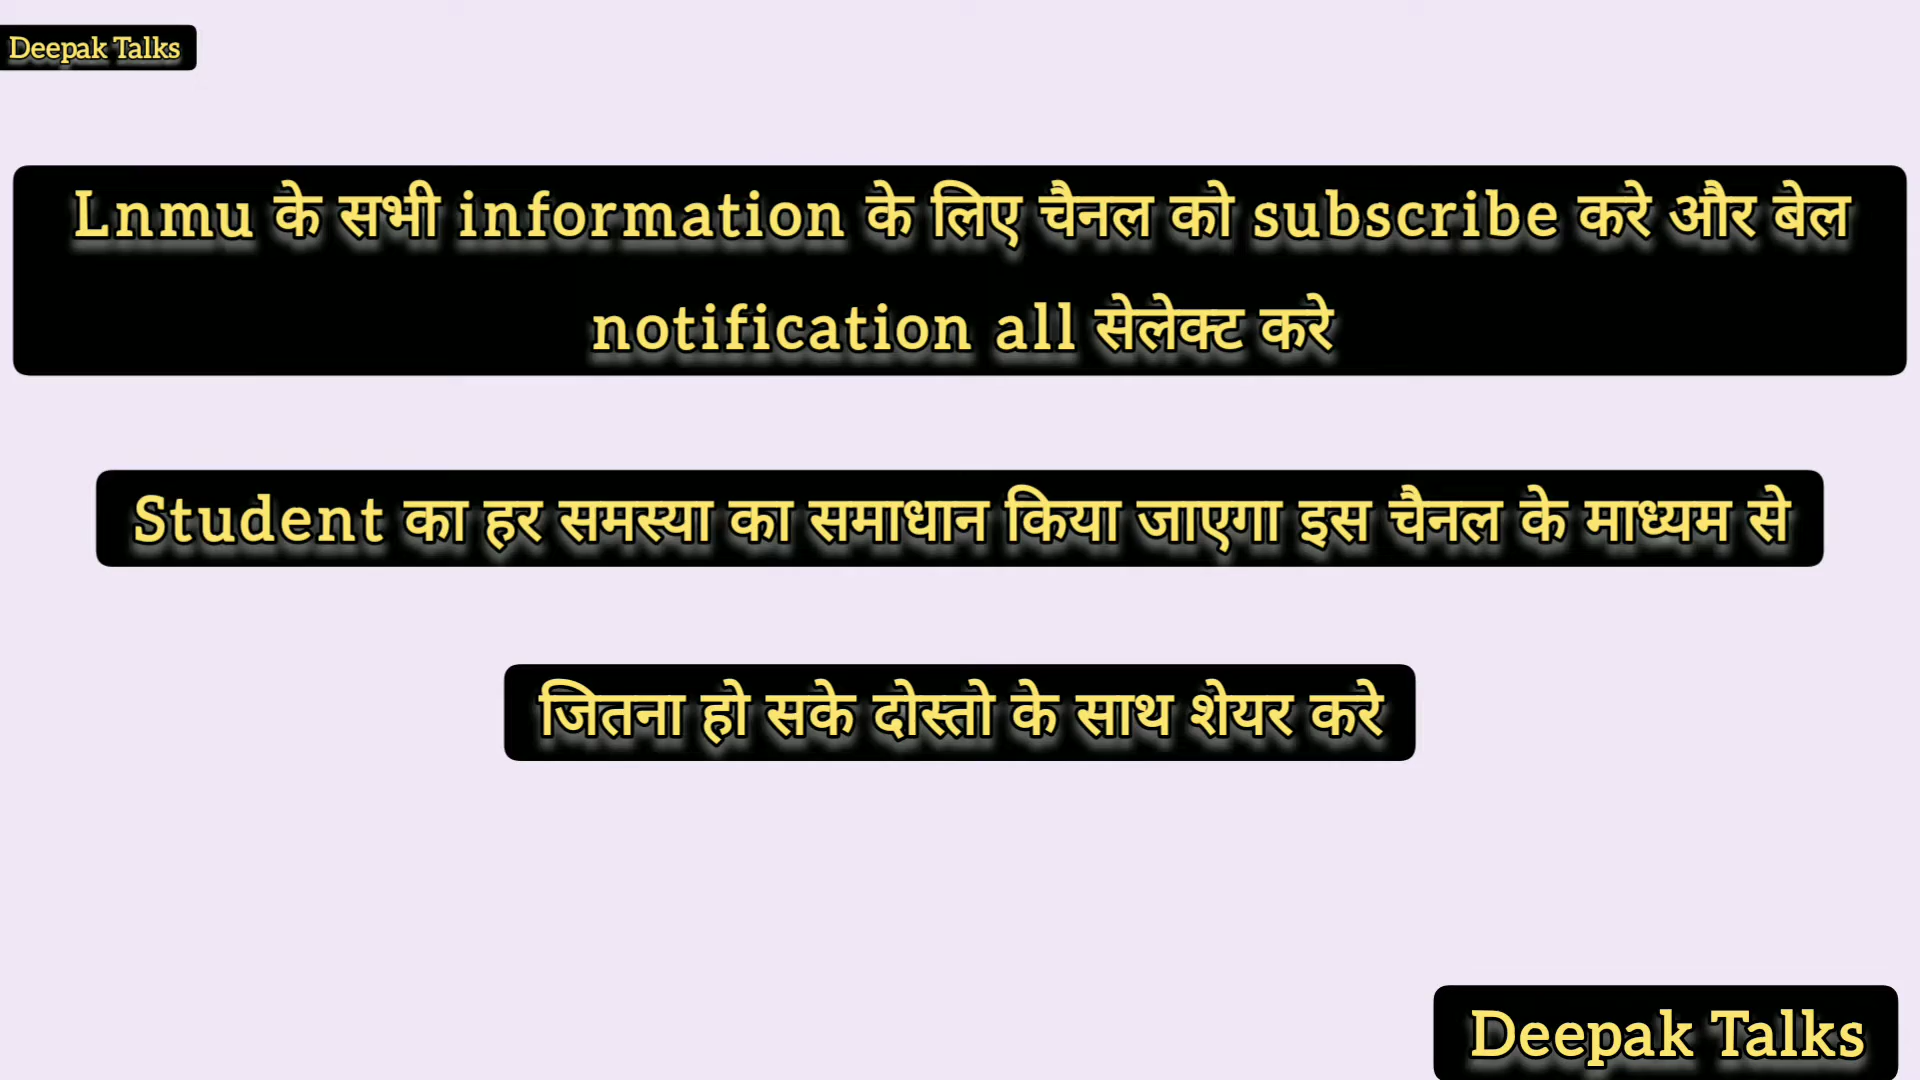 Deepak Talks
Lnmu के सभी information के लिए चैनल को subscribe करे और बेल
notification all सेलेक्ट करे
Student का हर समस्या का समाधान किया जाएगा इस चैनल के माध्यम से
जितना हो सके दोस्तो के साथ शेयर करे
Deepak Talks